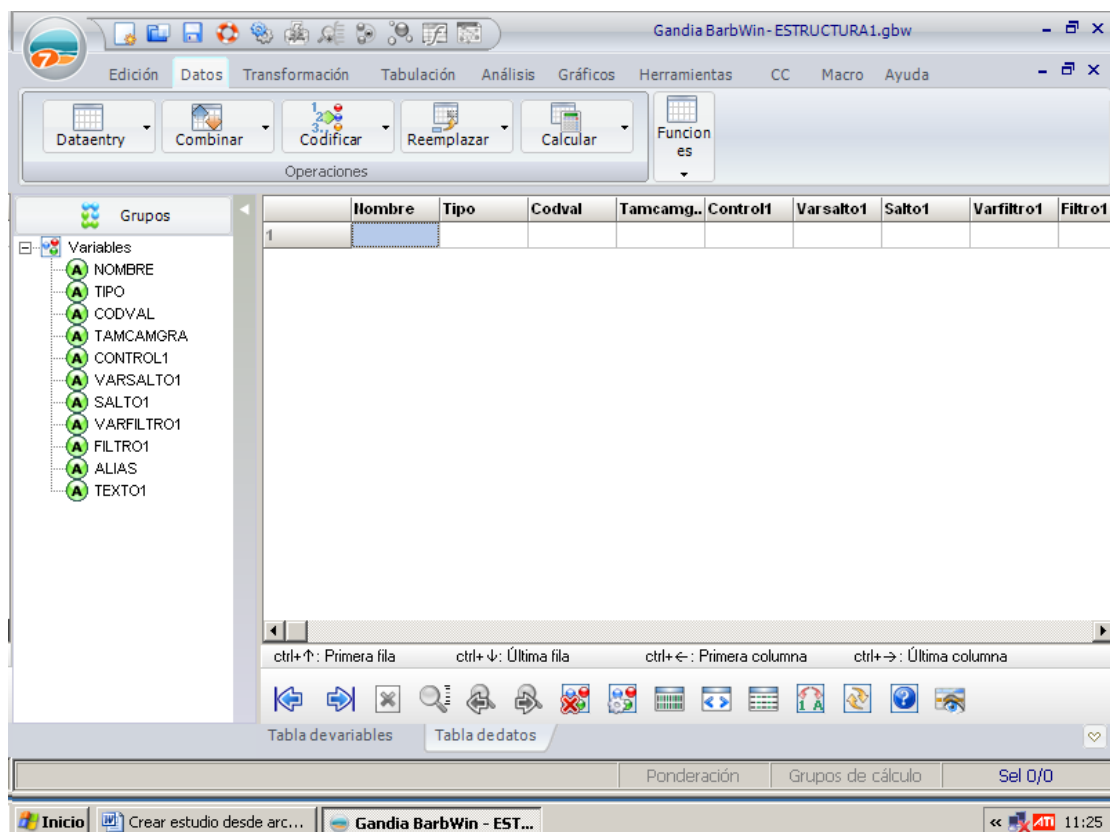 Gandia BarbWin - ESTRUCTURA1.gbw
7
Edición Datos Transformación Tabulación Análisis Gráficos Herramientas CC Macro Ayuda
Dataentry Combinar Codificar Reemplazar Calcular Funcion
es
Operaciones
Grupos
Variables
NOMBRE
TIPO
CODVAL
TAMCAMGRA
CONTROL1
VARSALTO1
SALTO1
VARFILTRO1
FILTRO1
ALIAS
TEXTO1
Nombre Tipo Codval Tamcamg.. Control1 Varsalto1 Salto1 Varfiltro1 Filtro1
1
ctrl+↑: Primera fila ctrl+↓: Última fila ctrl+←: Primera columna ctrl+→: Última columna
Tabla de variables Tabla de datos
Ponderación Grupos de cálculo Sel 0/0
Inicio Crear estudio desde arc... Gandia BarbWin - EST... « ATI 11:25